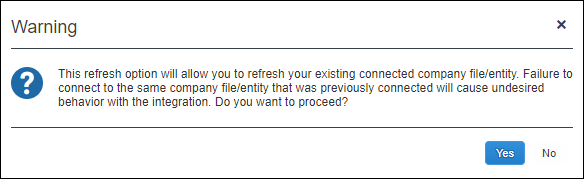 Warning
This refresh option will allow you to refresh your existing connected company file/entity. Failure to
connect to the same company file/entity that was previously connected will cause undesired
behavior with the integration. Do you want to proceed?
Yes No